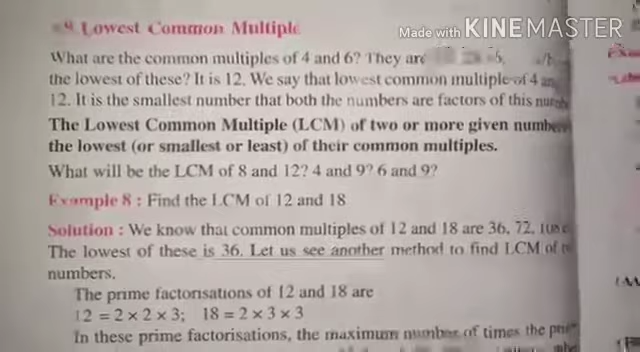 Made with KINEMASTER
Lowest Common Multiple
What are the common multiples of 4 and 6? They are
the lowest of these? It is 12. We say that lowest common multiple of 4
12. It is the smallest number that both the numbers are factors of this
The Lowest Common Multiple (LCM) of two or more given
the lowest (or smallest or least) of their common multiples.
What will be the LCM of 8 and 12? 4 and 9? 6 and 9?
Example 8 : Find the LCM of 12 and 18
Solution : We know that common multiples of 12 and 18 are 36, 72,
The lowest of these is 36. Let us see another method to find LCM of
numbers.
The prime factorisations of 12 and 18 are
12 = 2 × 2 × 3; 18 = 2 × 3 × 3
In these prime factorisations, the maximum number of times the